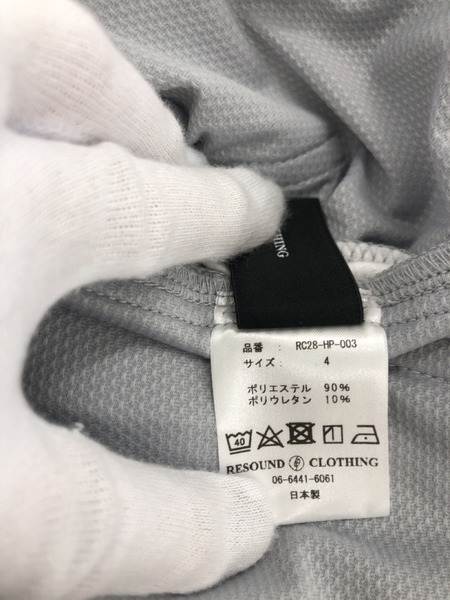 THING
品番 : RC28-HP-003
サイズ : 4
ポリエステル 90%
ポリウレタン 10%
40
RESOUND CLOTHING
06-6441-6061
日本製